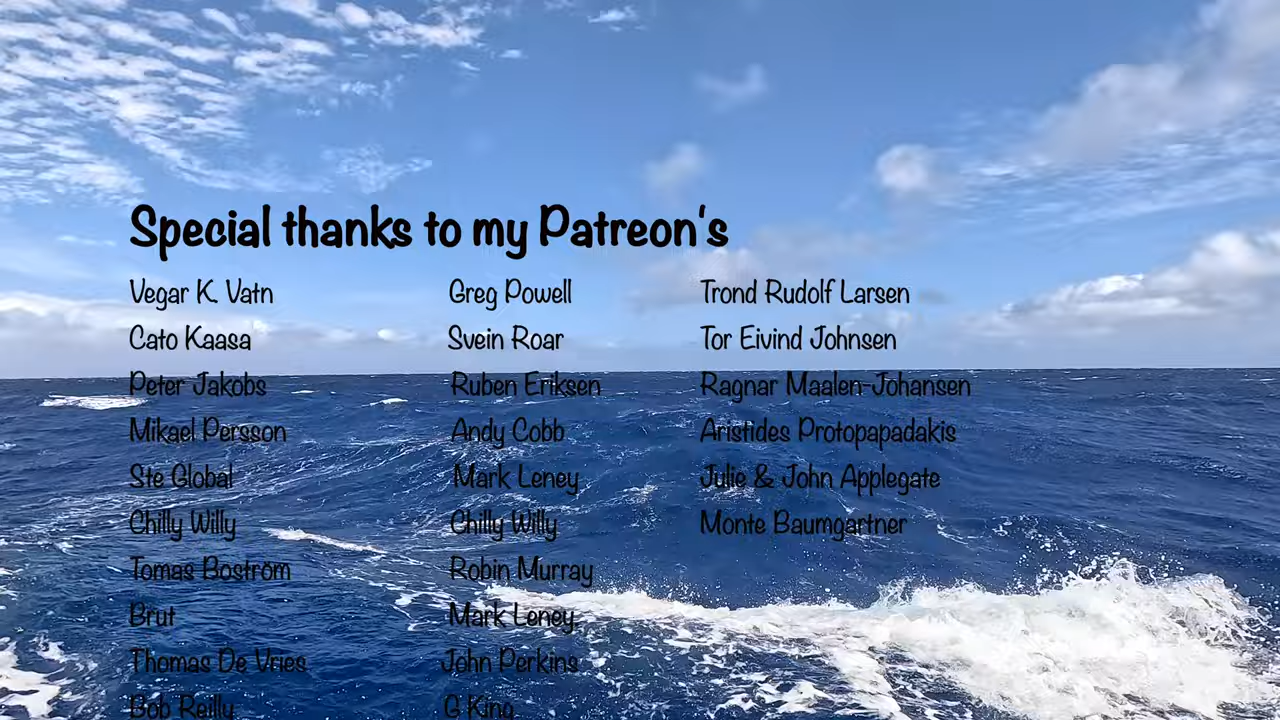 Special thanks to my Patreon's
Vegar K. Vatn
Cato Kaasa
Peter Jakobs
Mikael Persson
Ste Global
Chilly Willy
Tomas Boström
Brut
Thomas De Vries
Bob Reilly
Greg Powell
Svein Roar
Ruben Eriksen
Andy Cobb
Mark Leney
Chilly Willy
Robin Murray
Mark Leney
John Perkins
G King
Trond Rudolf Larsen
Tor Eivind Johnsen
Ragnar Maalen-Johansen
Aristides Protopapadakis
Julie & John Applegate
Monte Baumgartner